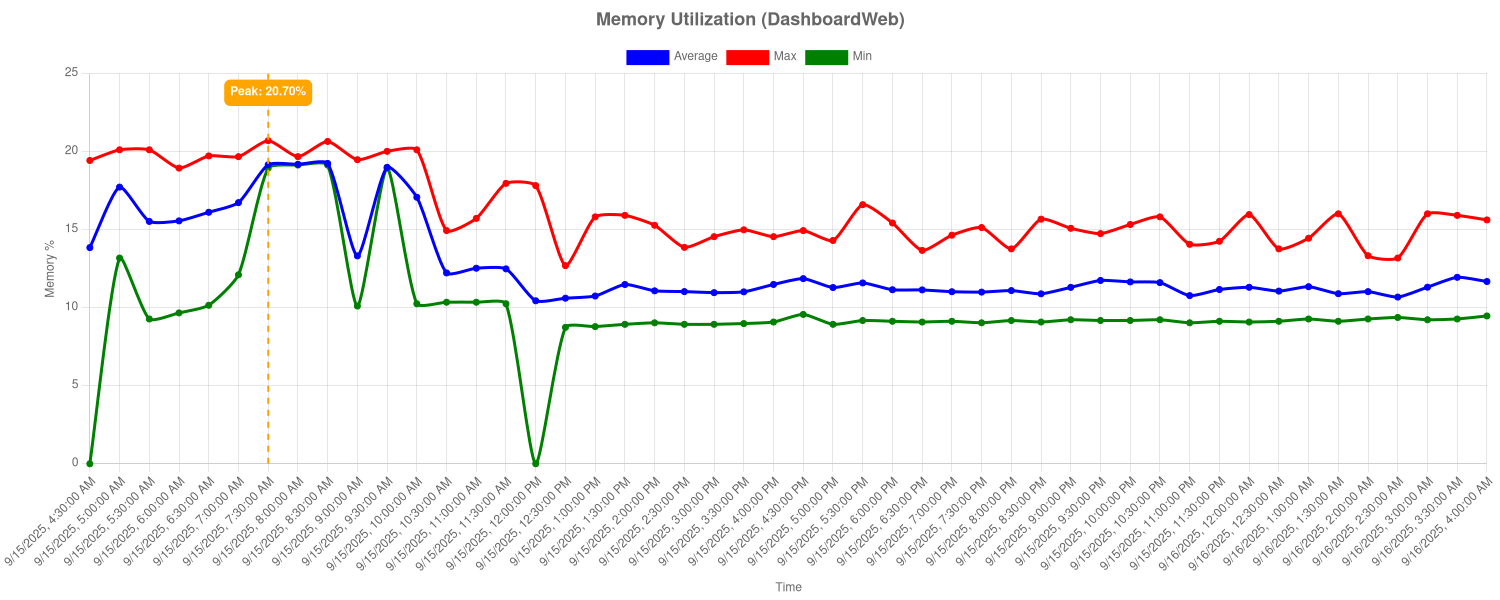 Memory Utilization (DashboardWeb)
Average Max Min
Peak: 20.70%
25
20
15
10
5
0
Memory %
9/15/2025, 4:30:00 AM
9/15/2025, 5:00:00 AM
9/15/2025, 5:30:00 AM
9/15/2025, 6:00:00 AM
9/15/2025, 6:30:00 AM
9/15/2025, 7:00:00 AM
9/15/2025, 7:30:00 AM
9/15/2025, 8:00:00 AM
9/15/2025, 8:30:00 AM
9/15/2025, 9:00:00 AM
9/15/2025, 9:30:00 AM
9/15/2025, 10:00:00 AM
9/15/2025, 10:30:00 AM
9/15/2025, 11:00:00 AM
9/15/2025, 11:30:00 AM
9/15/2025, 12:00:00 PM
9/15/2025, 12:30:00 PM
9/15/2025, 1:00:00 PM
9/15/2025, 1:30:00 PM
9/15/2025, 2:00:00 PM
9/15/2025, 2:30:00 PM
9/15/2025, 3:00:00 PM
9/15/2025, 3:30:00 PM
9/15/2025, 4:00:00 PM
9/15/2025, 4:30:00 PM
9/15/2025, 5:00:00 PM
9/15/2025, 5:30:00 PM
9/15/2025, 6:00:00 PM
9/15/2025, 6:30:00 PM
9/15/2025, 7:00:00 PM
9/15/2025, 7:30:00 PM
9/15/2025, 8:00:00 PM
9/15/2025, 8:30:00 PM
9/15/2025, 9:00:00 PM
9/15/2025, 9:30:00 PM
9/15/2025, 10:00:00 PM
9/15/2025, 10:30:00 PM
9/15/2025, 11:00:00 PM
9/15/2025, 11:30:00 PM
9/16/2025, 12:00:00 AM
9/16/2025, 12:30:00 AM
9/16/2025, 1:00:00 AM
9/16/2025, 1:30:00 AM
9/16/2025, 2:00:00 AM
9/16/2025, 2:30:00 AM
9/16/2025, 3:00:00 AM
9/16/2025, 3:30:00 AM
9/16/2025, 4:00:00 AM
Time